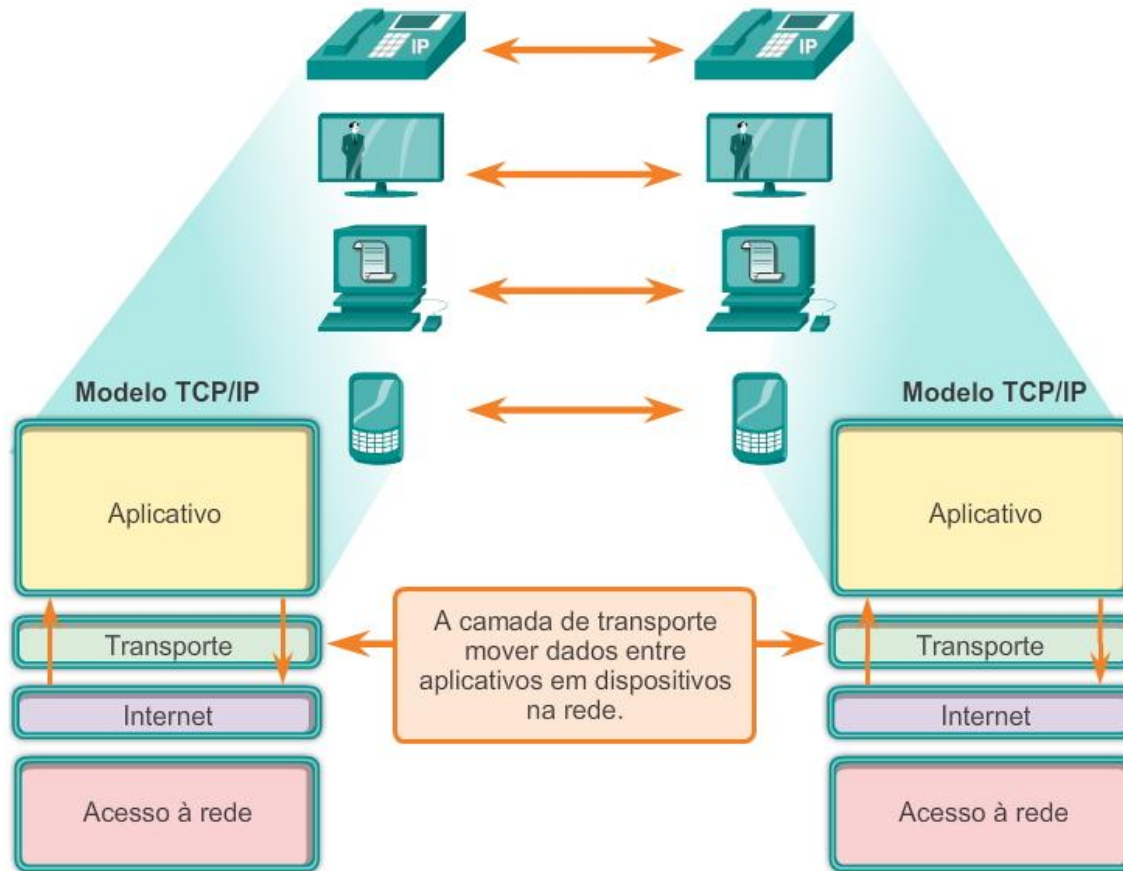 IP
IP
Modelo TCP/IP
Modelo TCP/IP
Aplicativo
Aplicativo
A camada de transporte
mover dados entre
aplicativos em dispositivos
na rede.
Transporte
Transporte
Internet
Internet
Acesso à rede
Acesso à rede